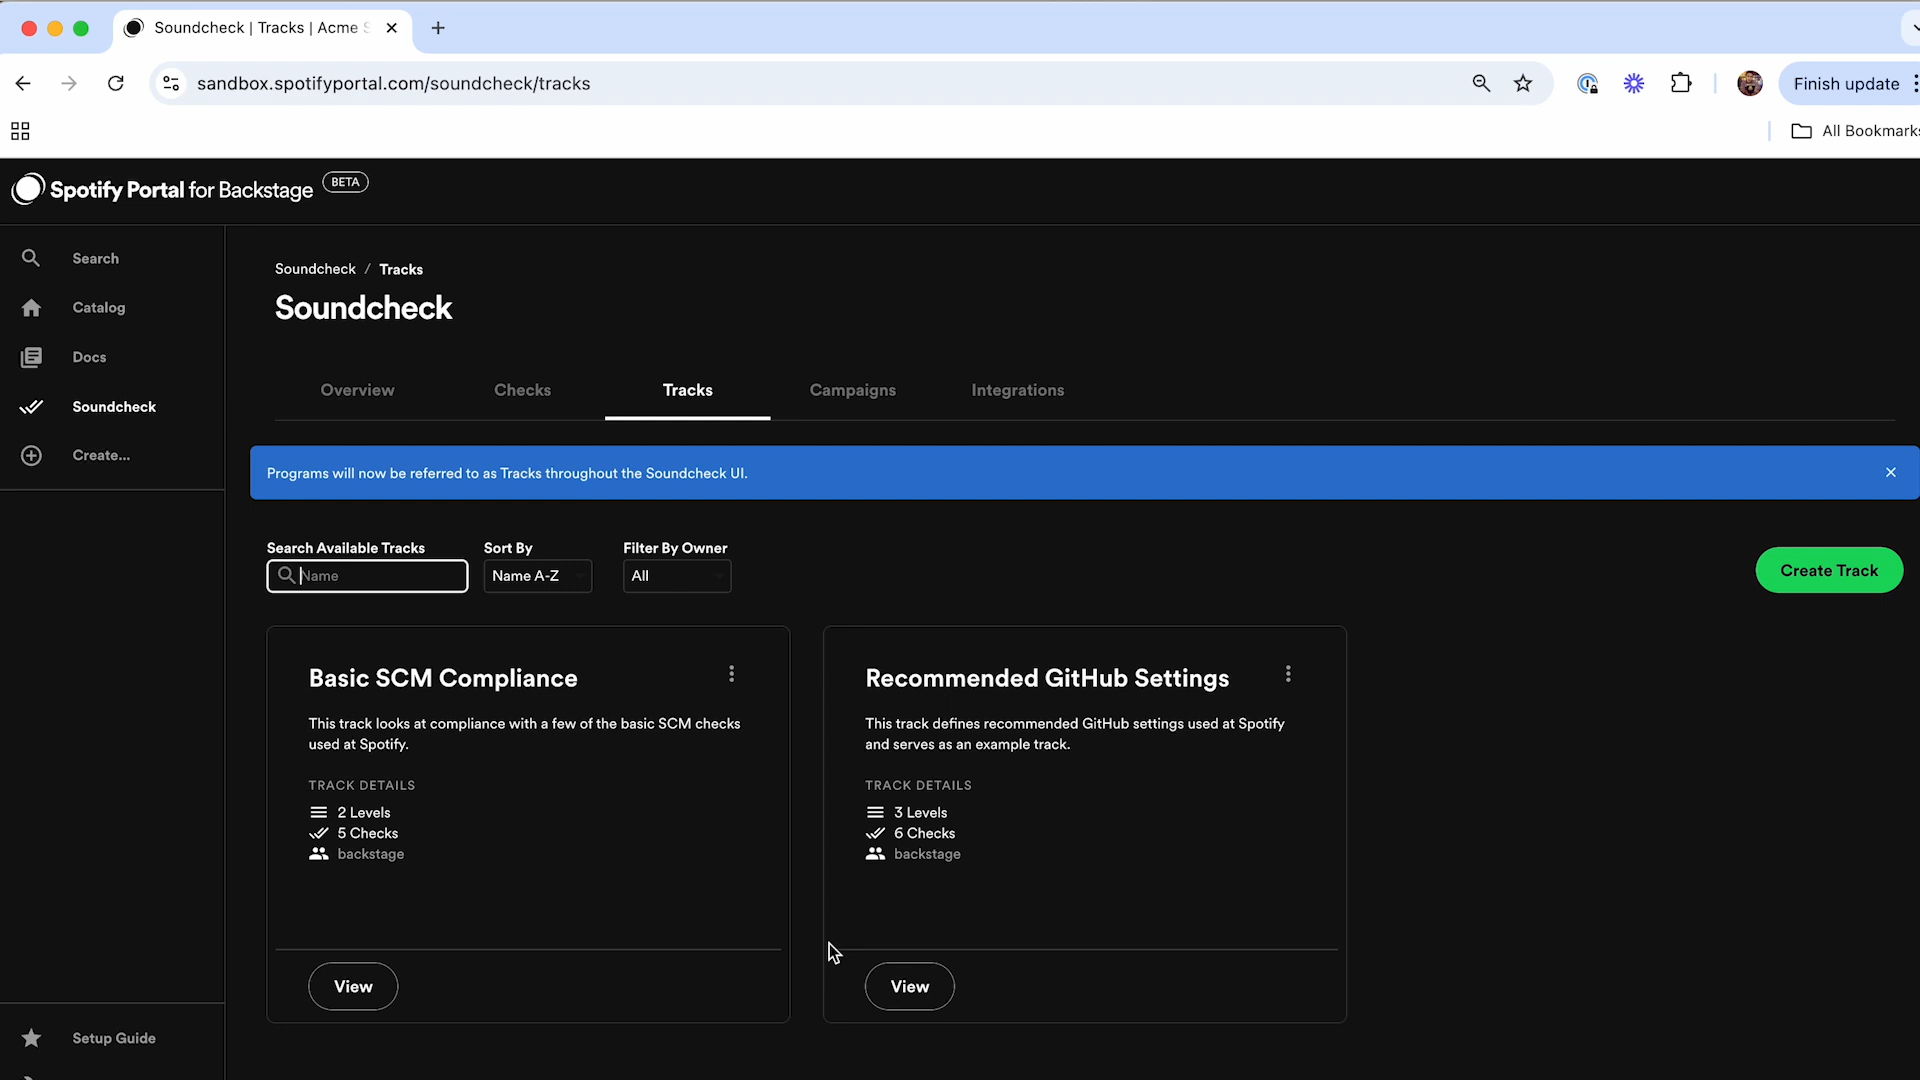 Soundcheck | Tracks | Acme S
sandbox.spotifyportal.com/soundcheck/tracks
Finish update
All Bookmarks
Spotify Portal for Backstage BETA
Search
Catalog
Docs
Soundcheck
Create...
Setup Guide
Soundcheck / Tracks
Soundcheck
Overview
Checks
Tracks
Campaigns
Integrations
Programs will now be referred to as Tracks throughout the Soundcheck UI.
Search Available Tracks
Name
Sort By
Name A-Z
Filter By Owner
All
Create Track
Basic SCM Compliance
This track looks at compliance with a few of the basic SCM checks
used at Spotify.
TRACK DETAILS
2 Levels
5 Checks
backstage
View
Recommended GitHub Settings
This track defines recommended GitHub settings used at Spotify
and serves as an example track.
TRACK DETAILS
3 Levels
6 Checks
backstage
View